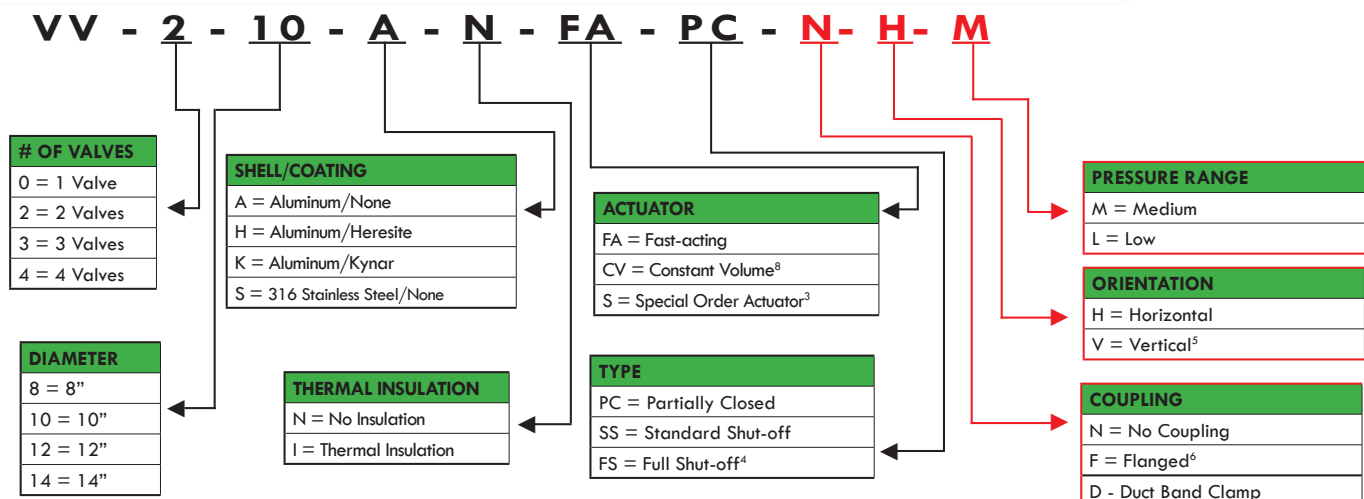 VV - 2 - 10 - A - N - FA - PC - N- H- M
# OF VALVES
0 = 1 Valve
2 = 2 Valves
3 = 3 Valves
4 = 4 Valves
DIAMETER
8 = 8”
10 = 10”
12 = 12”
14 = 14”
SHELL/COATING
A = Aluminum/None
H = Aluminum/Heresite
K = Aluminum/Kynar
S = 316 Stainless Steel/None
THERMAL INSULATION
N = No Insulation
I = Thermal Insulation
ACTUATOR
FA = Fast-acting
CV = Constant Volume⁸
S = Special Order Actuator³
TYPE
PC = Partially Closed
SS = Standard Shut-off
FS = Full Shut-off⁴
PRESSURE RANGE
M = Medium
L = Low
ORIENTATION
H = Horizontal
V = Vertical⁵
COUPLING
N = No Coupling
F = Flanged⁶
D - Duct Band Clamp